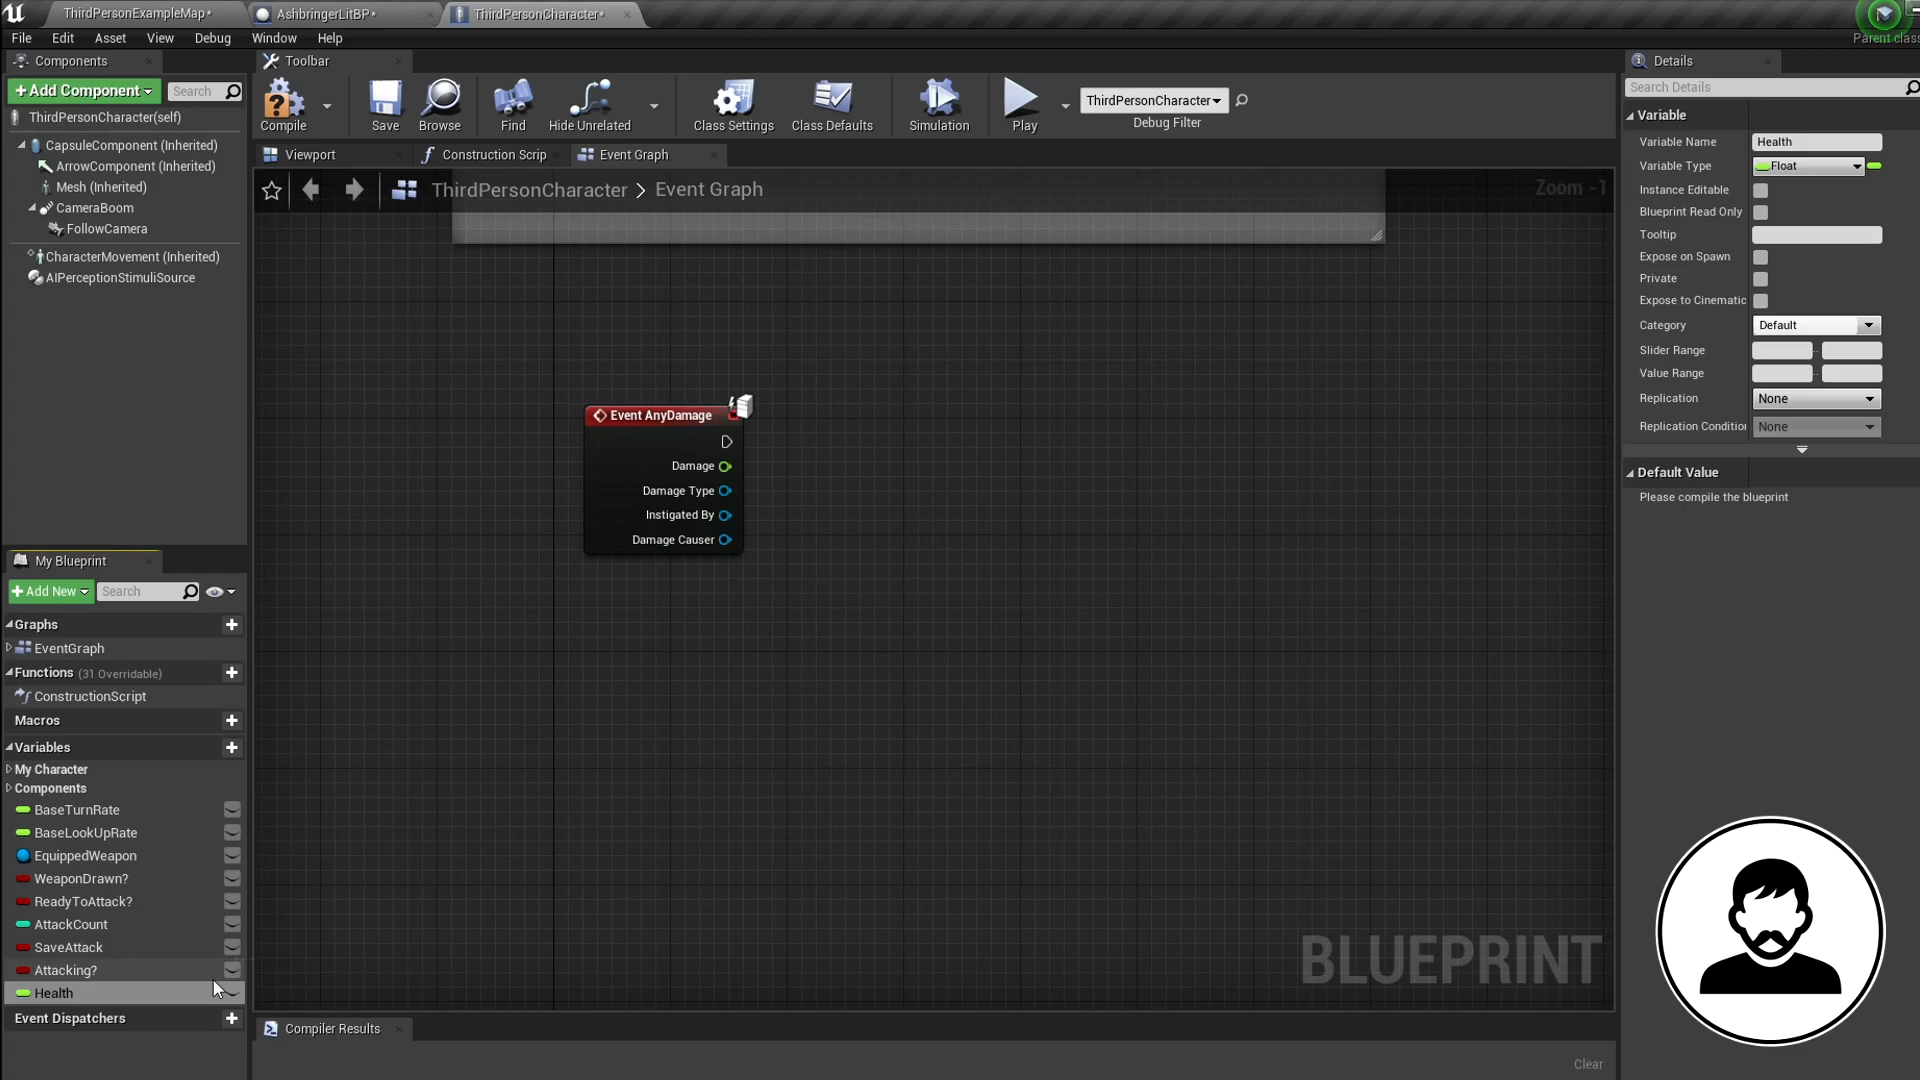 ThirdPersonExampleMap*
AshbringerLitBP*
ThirdPersonCharacter*
Parent class
File Edit Asset View Debug Window Help
Components
+Add Component
Search
ThirdPersonCharacter(self)
CapsuleComponent (Inherited)
ArrowComponent (Inherited)
Mesh (Inherited)
CameraBoom
FollowCamera
CharacterMovement (Inherited)
AIPerceptionStimuliSource
Toolbar
Compile
Save
Browse
Find
Hide Unrelated
Class Settings
Class Defaults
Simulation
Play
ThirdPersonCharacter
Debug Filter
Viewport
Construction Scrip
Event Graph
ThirdPersonCharacter > Event Graph
Zoom -1
Event AnyDamage
Damage
Damage Type
Instigated By
Damage Causer
BLUEPRINT
My Blueprint
+Add New
Search
Graphs
EventGraph
Functions (31 Overridable)
ConstructionScript
Macros
Variables
My Character
Components
BaseTurnRate
BaseLookUpRate
EquippedWeapon
WeaponDrawn?
ReadyToAttack?
AttackCount
SaveAttack
Attacking?
Health
Event Dispatchers
Compiler Results
Clear
Details
Search Details
Variable
Variable Name Health
Variable Type Float
Instance Editable
Blueprint Read Only
Tooltip
Expose on Spawn
Private
Expose to Cinematic
Category Default
Slider Range
Value Range
Replication None
Replication Condition None
Default Value
Please compile the blueprint